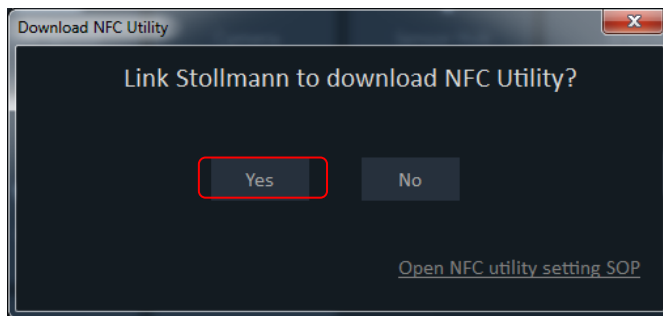 Download NFC Utility
Link Stollmann to download NFC Utility?
Yes No
Open NFC utility setting SOP